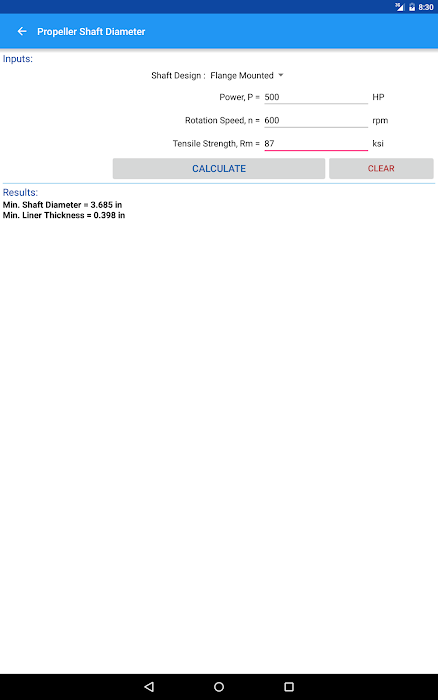 8:30
Propeller Shaft Diameter
Inputs:
Shaft Design : Flange Mounted
Power, P = 500 HP
Rotation Speed, n = 600 rpm
Tensile Strength, Rm = 87 ksi
CALCULATE CLEAR
Results:
Min. Shaft Diameter = 3.685 in
Min. Liner Thickness = 0.398 in